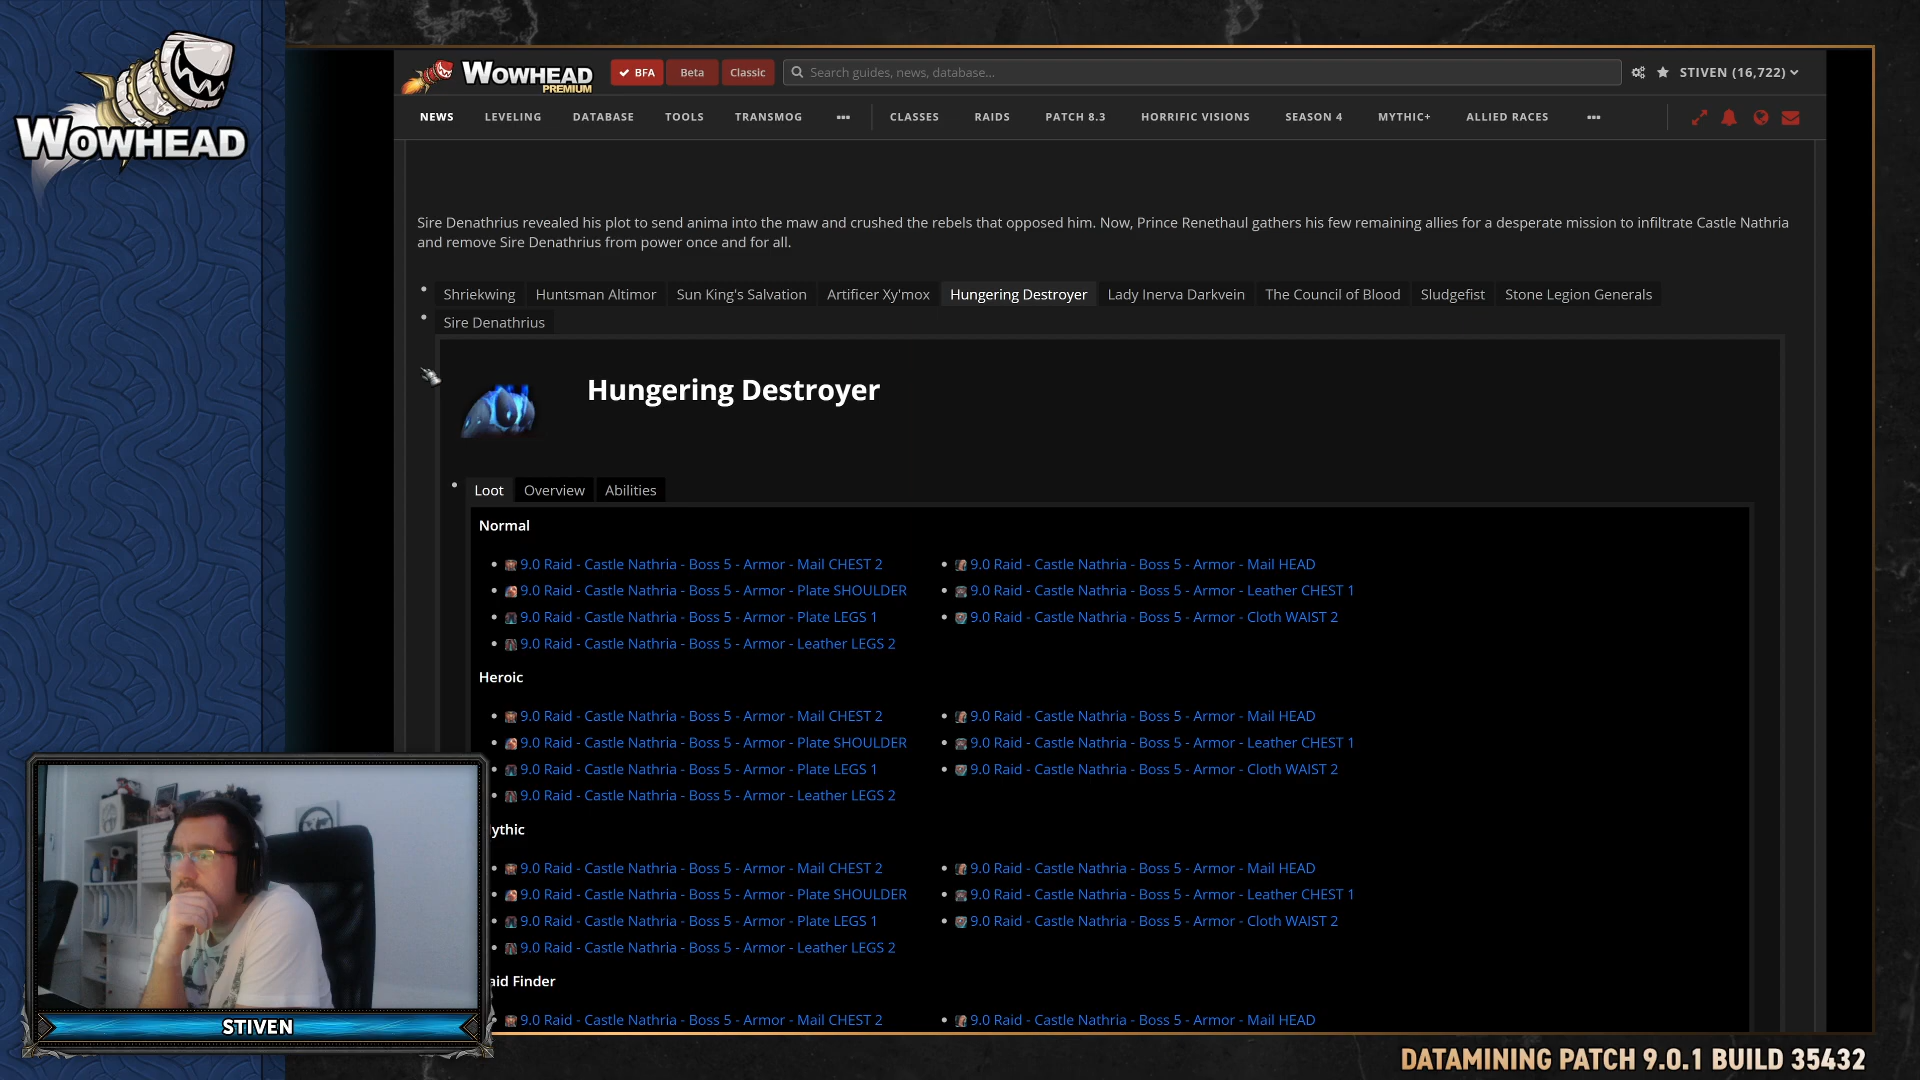 WOWHEAD
WOWHEAD
PREMIUM
BFA
Beta
Classic
Search guides, news, database...
STIVEN (16,722)
NEWS
LEVELING
DATABASE
TOOLS
TRANSMOG
CLASSES
RAIDS
PATCH 8.3
HORRIFIC VISIONS
SEASON 4
MYTHIC+
ALLIED RACES
Sire Denathrius revealed his plot to send anima into the maw and crushed the rebels that opposed him. Now, Prince Renethaul gathers his few remaining allies for a desperate mission to infiltrate Castle Nathria
and remove Sire Denathrius from power once and for all.
Shriekwing
Huntsman Altimor
Sun King's Salvation
Artificer Xy'mox
Hungering Destroyer
Lady Inerva Darkvein
The Council of Blood
Sludgefist
Stone Legion Generals
Sire Denathrius
Hungering Destroyer
Loot
Overview
Abilities
Normal
9.0 Raid - Castle Nathria - Boss 5 - Armor - Mail CHEST 2
9.0 Raid - Castle Nathria - Boss 5 - Armor - Mail HEAD
9.0 Raid - Castle Nathria - Boss 5 - Armor - Plate SHOULDER
9.0 Raid - Castle Nathria - Boss 5 - Armor - Leather CHEST 1
9.0 Raid - Castle Nathria - Boss 5 - Armor - Plate LEGS 1
9.0 Raid - Castle Nathria - Boss 5 - Armor - Cloth WAIST 2
9.0 Raid - Castle Nathria - Boss 5 - Armor - Leather LEGS 2
Heroic
9.0 Raid - Castle Nathria - Boss 5 - Armor - Mail CHEST 2
9.0 Raid - Castle Nathria - Boss 5 - Armor - Mail HEAD
9.0 Raid - Castle Nathria - Boss 5 - Armor - Plate SHOULDER
9.0 Raid - Castle Nathria - Boss 5 - Armor - Leather CHEST 1
9.0 Raid - Castle Nathria - Boss 5 - Armor - Plate LEGS 1
9.0 Raid - Castle Nathria - Boss 5 - Armor - Cloth WAIST 2
9.0 Raid - Castle Nathria - Boss 5 - Armor - Leather LEGS 2
ythic
9.0 Raid - Castle Nathria - Boss 5 - Armor - Mail CHEST 2
9.0 Raid - Castle Nathria - Boss 5 - Armor - Mail HEAD
9.0 Raid - Castle Nathria - Boss 5 - Armor - Plate SHOULDER
9.0 Raid - Castle Nathria - Boss 5 - Armor - Leather CHEST 1
9.0 Raid - Castle Nathria - Boss 5 - Armor - Plate LEGS 1
9.0 Raid - Castle Nathria - Boss 5 - Armor - Cloth WAIST 2
9.0 Raid - Castle Nathria - Boss 5 - Armor - Leather LEGS 2
aid Finder
9.0 Raid - Castle Nathria - Boss 5 - Armor - Mail CHEST 2
9.0 Raid - Castle Nathria - Boss 5 - Armor - Mail HEAD
STIVEN
DATAMINING PATCH 9.0.1 BUILD 35432